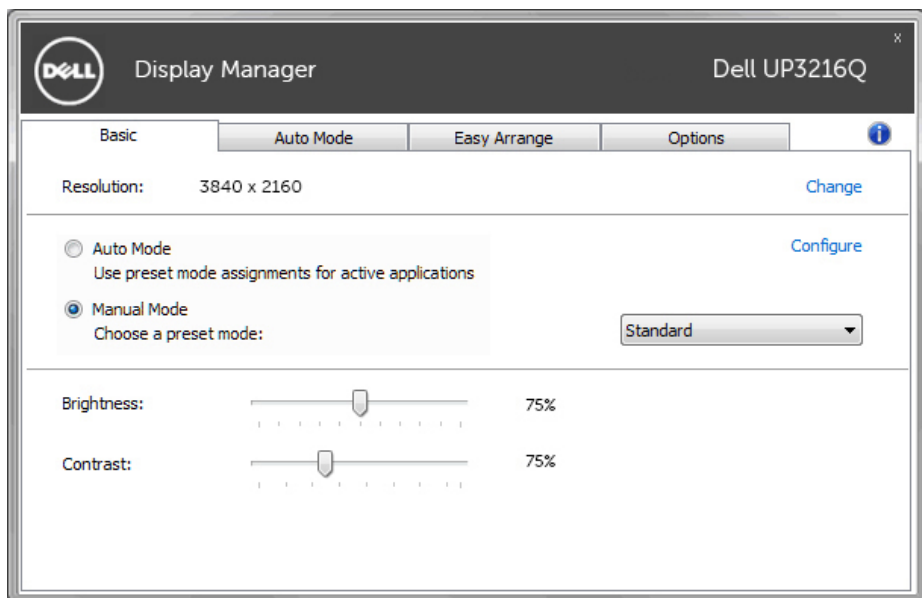 DELL
Display Manager
Dell UP3216Q
x
Basic
Auto Mode
Easy Arrange
Options
i
Resolution: 3840 x 2160 Change
Auto Mode
Configure
Use preset mode assignments for active applications
Manual Mode
Choose a preset mode:
Standard
Brightness: 75%
Contrast: 75%